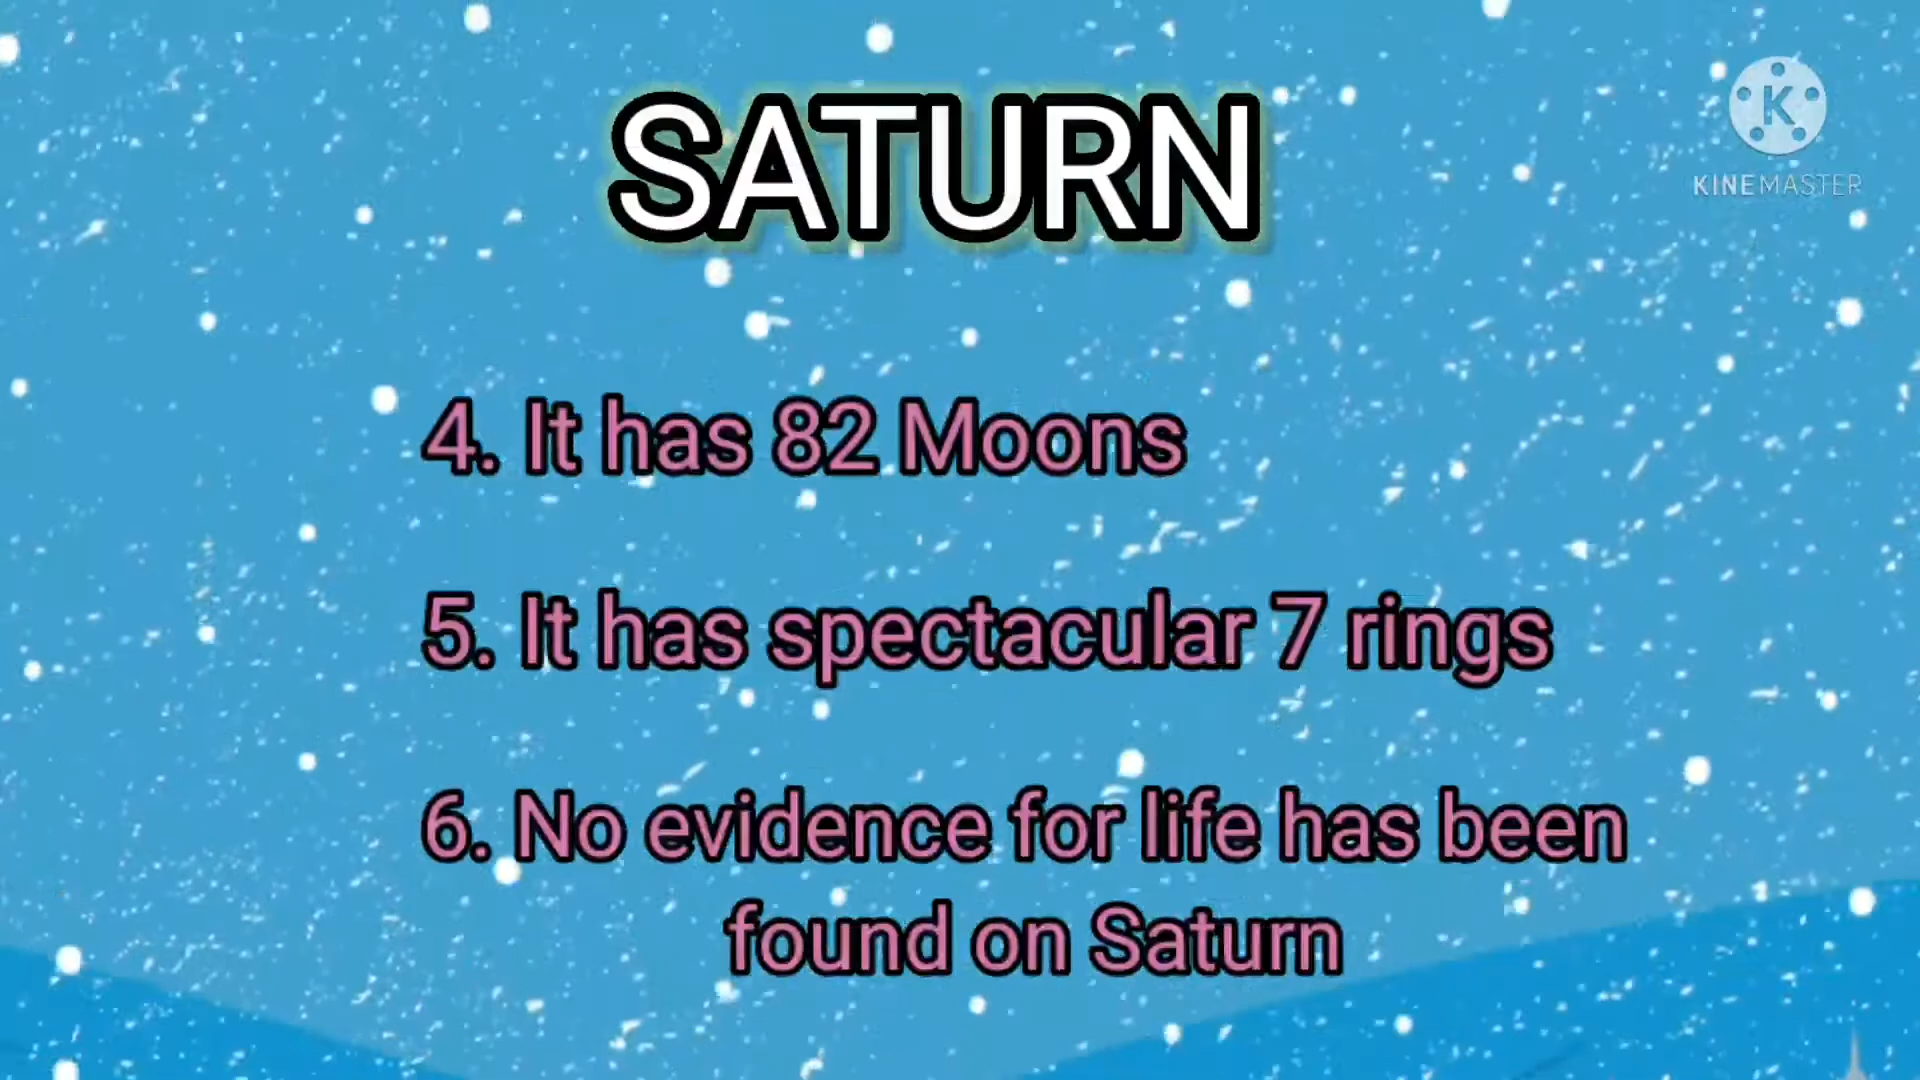 SATURN
K
KINEMASTER
4. It has 82 Moons
5. It has spectacular 7 rings
6. No evidence for life has been
found on Saturn